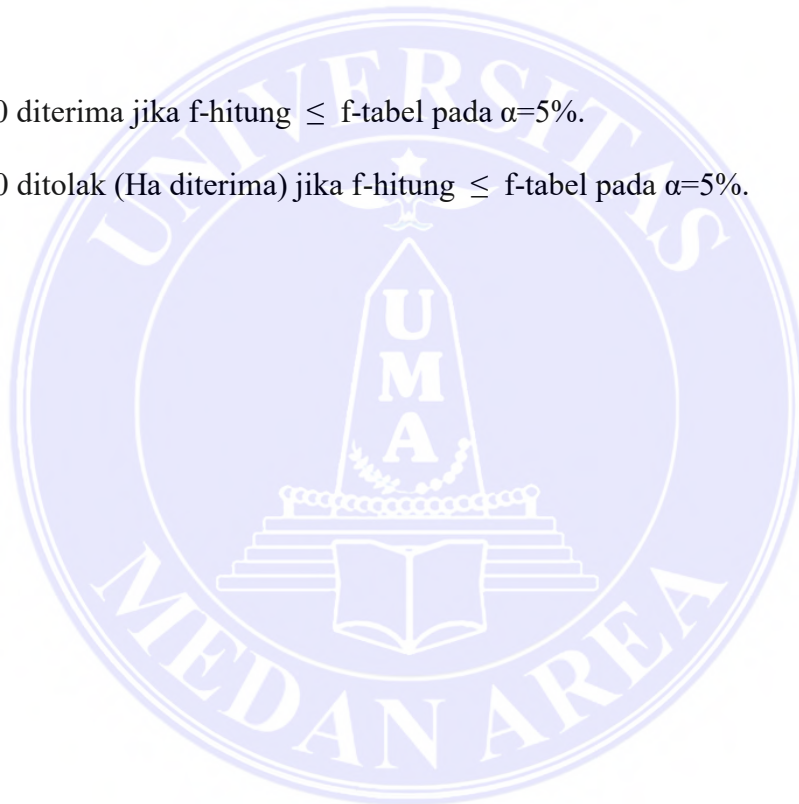 0 diterima jika f-hitung ≤ f-tabel pada α=5%.
0 ditolak (Ha diterima) jika f-hitung ≤ f-tabel pada α=5%.
UNIVERSITAS
U
M
A
MEDAN AREA